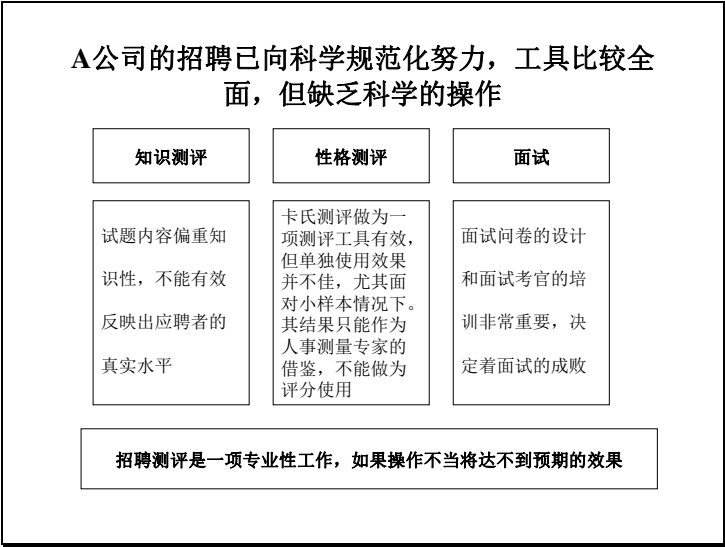 A公司的招聘已向科学规范化努力，工具比较全
面，但缺乏科学的操作
知识测评
性格测评
面试
试题内容偏重知
识性，不能有效
反映出应聘者的
真实水平
卡氏测评做为一
项测评工具有效，
但单独使用效果
并不佳，尤其面
对小样本情况下。
其结果只能作为
人事测量专家的
借鉴，不能做为
评分使用
面试问卷的设计
和面试考官的培
训非常重要，决
定着面试的成败
招聘测评是一项专业性工作，如果操作不当将达不到预期的效果